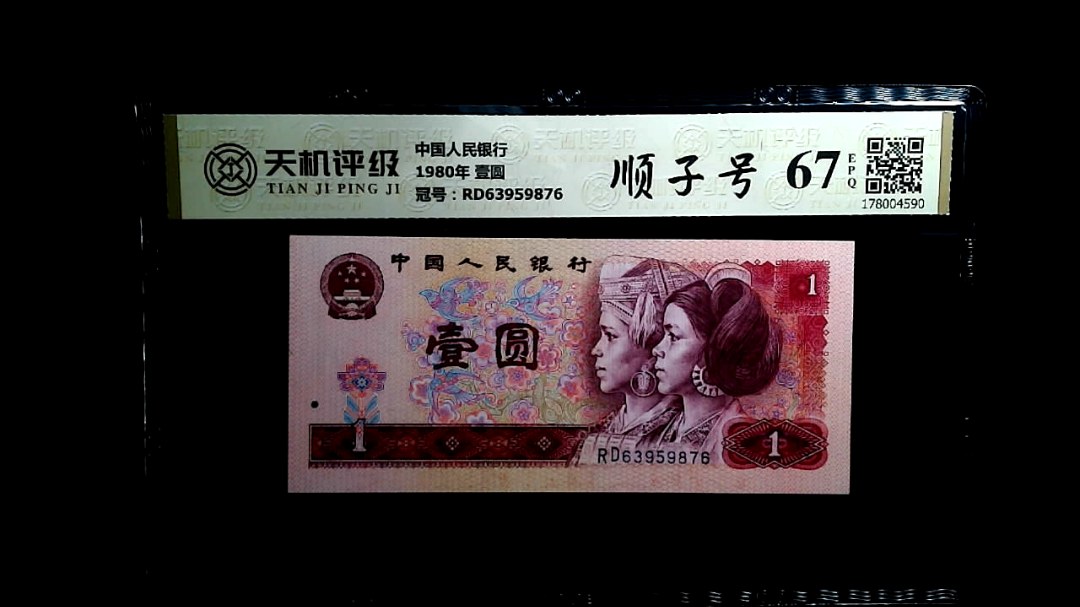 天机评级
TIAN JI PING JI
中国人民银行
1980年 壹圆
冠号：RD63959876
顺子号
67
EPQ
178004590
中国人民银行
1
壹圆
1
RD63959876
1